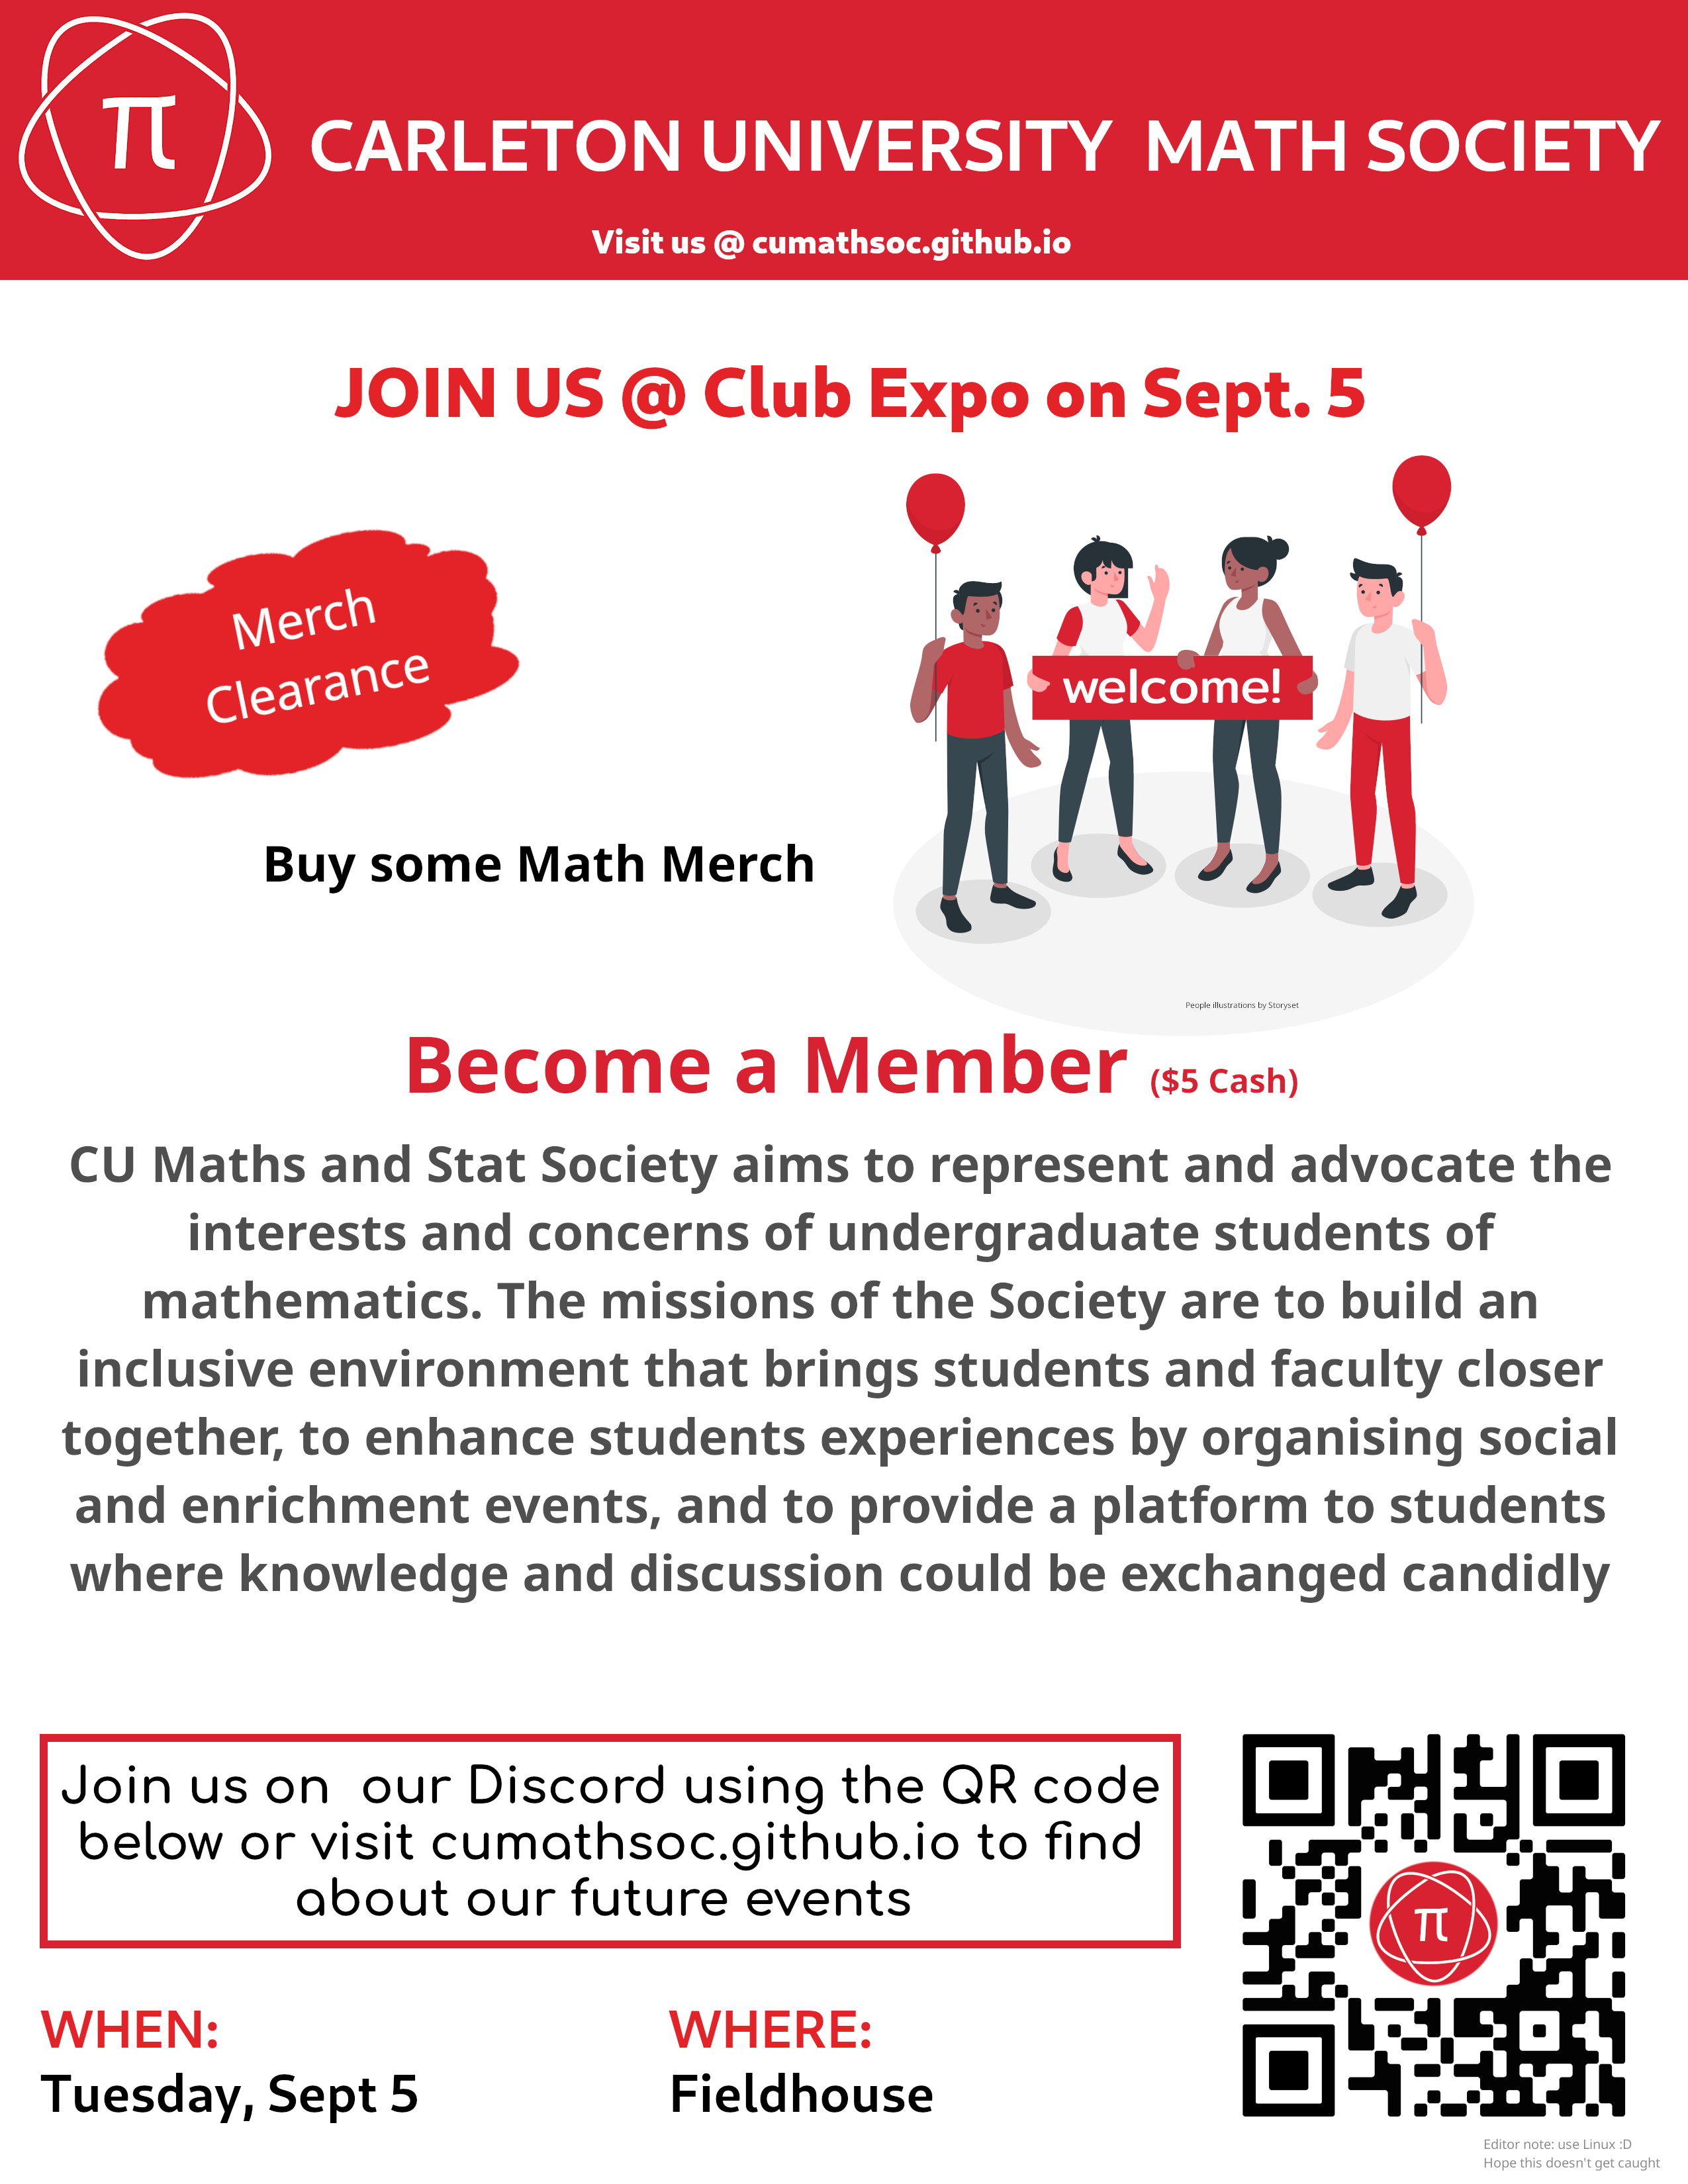 π
CARLETON UNIVERSITY  MATH SOCIETY
Visit us @ cumathsoc.github.io
JOIN US @ Club Expo on Sept. 5
Merch
Clearance
welcome!
Buy some Math Merch
People illustrations by Storyset
Become a Member ($5 Cash)
CU Maths and Stat Society aims to represent and advocate the
interests and concerns of undergraduate students of
mathematics. The missions of the Society are to build an
inclusive environment that brings students and faculty closer
together, to enhance students experiences by organising social
and enrichment events, and to provide a platform to students
where knowledge and discussion could be exchanged candidly
Join us on  our Discord using the QR code
below or visit cumathsoc.github.io to find
about our future events
π
WHEN:
Tuesday, Sept 5
WHERE:
Fieldhouse
Editor note: use Linux :D
Hope this doesn't get caught